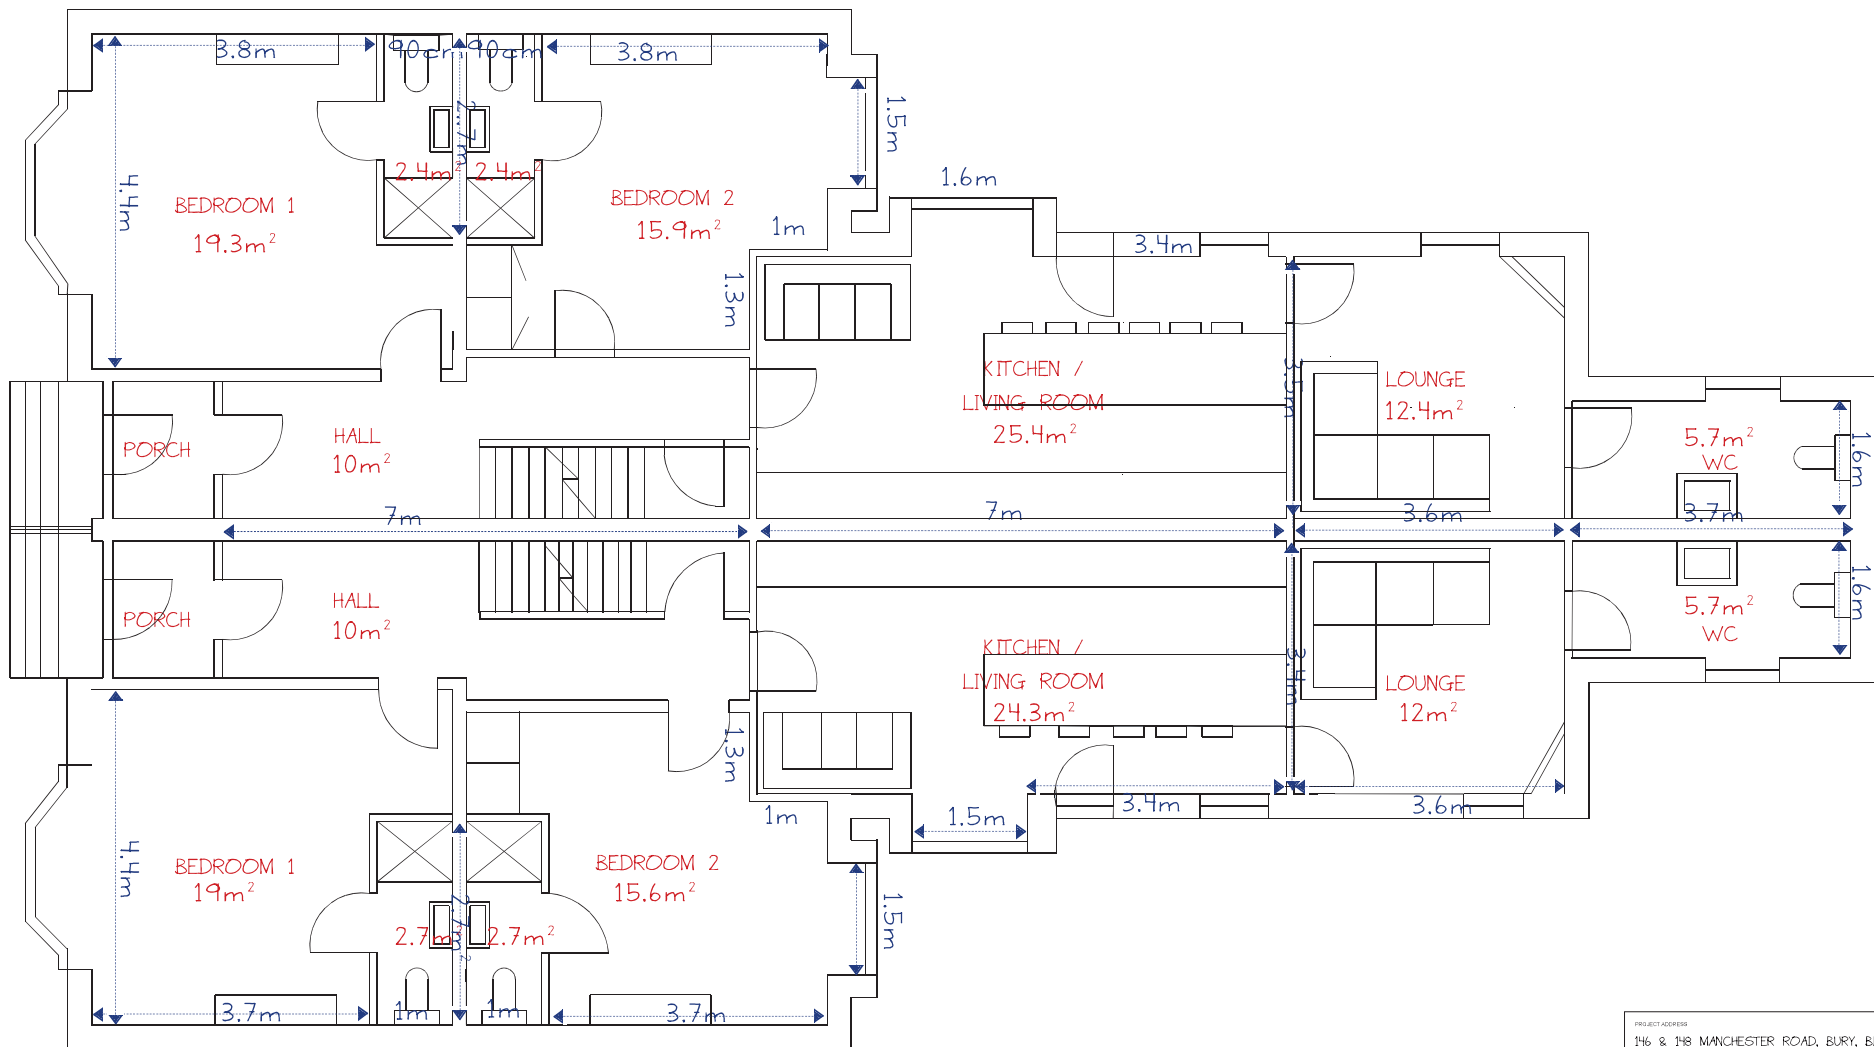 3.8m
90cm
90cm
3.8m
1.5m
2.7m
2.4m²
2.4m²
4.4m
BEDROOM 1
19.3m²
BEDROOM 2
15.9m²
1.6m
1m
3.4m
1.3m
KITCHEN /
LIVING ROOM
25.4m²
3.5m
LOUNGE
12.4m²
PORCH
HALL
10m²
5.7m²
WC
1.6m
7m
7m
3.6m
3.7m
PORCH
HALL
10m²
5.7m²
WC
1.6m
KITCHEN /
LIVING ROOM
24.3m²
3.4m
LOUNGE
12m²
1.3m
1m
1.5m
3.4m
3.6m
4.4m
BEDROOM 1
19m²
BEDROOM 2
15.6m²
1.5m
2.7m²
2.7m²
2.7m²
3.7m
1m
1m
3.7m
PROJECT ADDRESS
146 & 148 MANCHESTER ROAD, BURY,